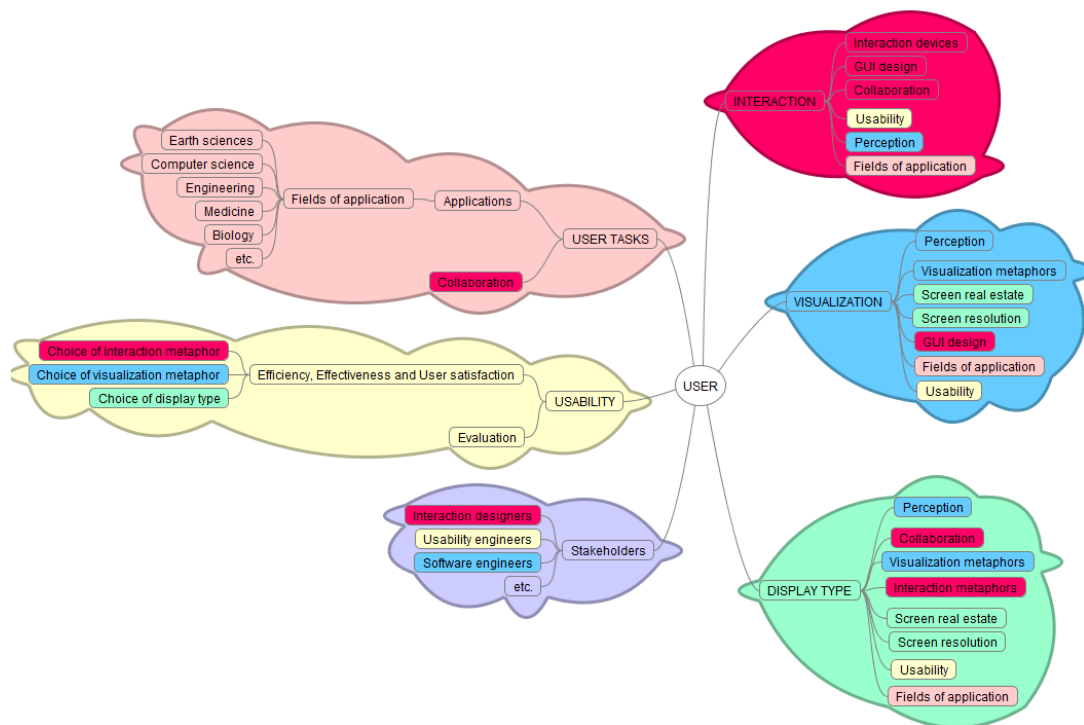 Interaction devices
GUI design
Collaboration
INTERACTION
Usability
Perception
Fields of application
Earth sciences
Computer science
Engineering
Medicine
Biology
etc.
Fields of application
Applications
USER TASKS
Collaboration
Perception
Visualization metaphors
Screen real estate
VISUALIZATION
Screen resolution
GUI design
Fields of application
Usability
Choice of interaction metaphor
Choice of visualization metaphor
Choice of display type
Efficiency, Effectiveness and User satisfaction
USABILITY
Evaluation
USER
Interaction designers
Usability engineers
Software engineers
etc.
Stakeholders
Perception
Collaboration
Visualization metaphors
DISPLAY TYPE
Interaction metaphors
Screen real estate
Screen resolution
Usability
Fields of application